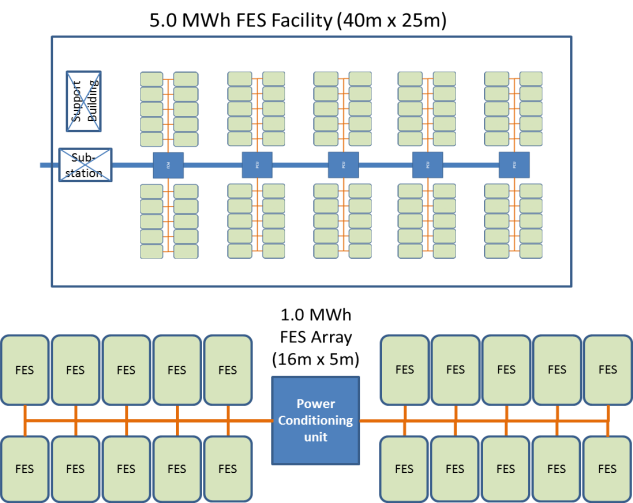 5.0 MWh FES Facility (40m x 25m)
Support
Building
Sub-
station
1.0 MWh
FES Array
(16m x 5m)
FES FES FES FES FES
FES FES FES FES FES
Power
Conditioning
unit
FES FES FES FES FES
FES FES FES FES FES